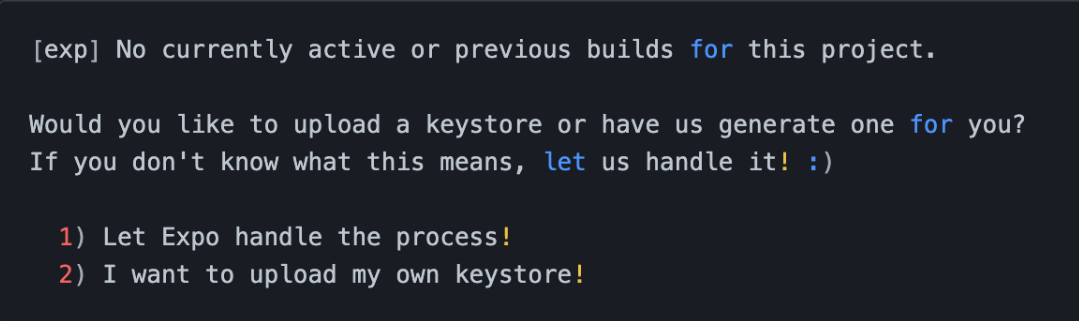 [exp] No currently active or previous builds for this project.
Would you like to upload a keystore or have us generate one for you?
If you don't know what this means, let us handle it! :)
1) Let Expo handle the process!
2) I want to upload my own keystore!